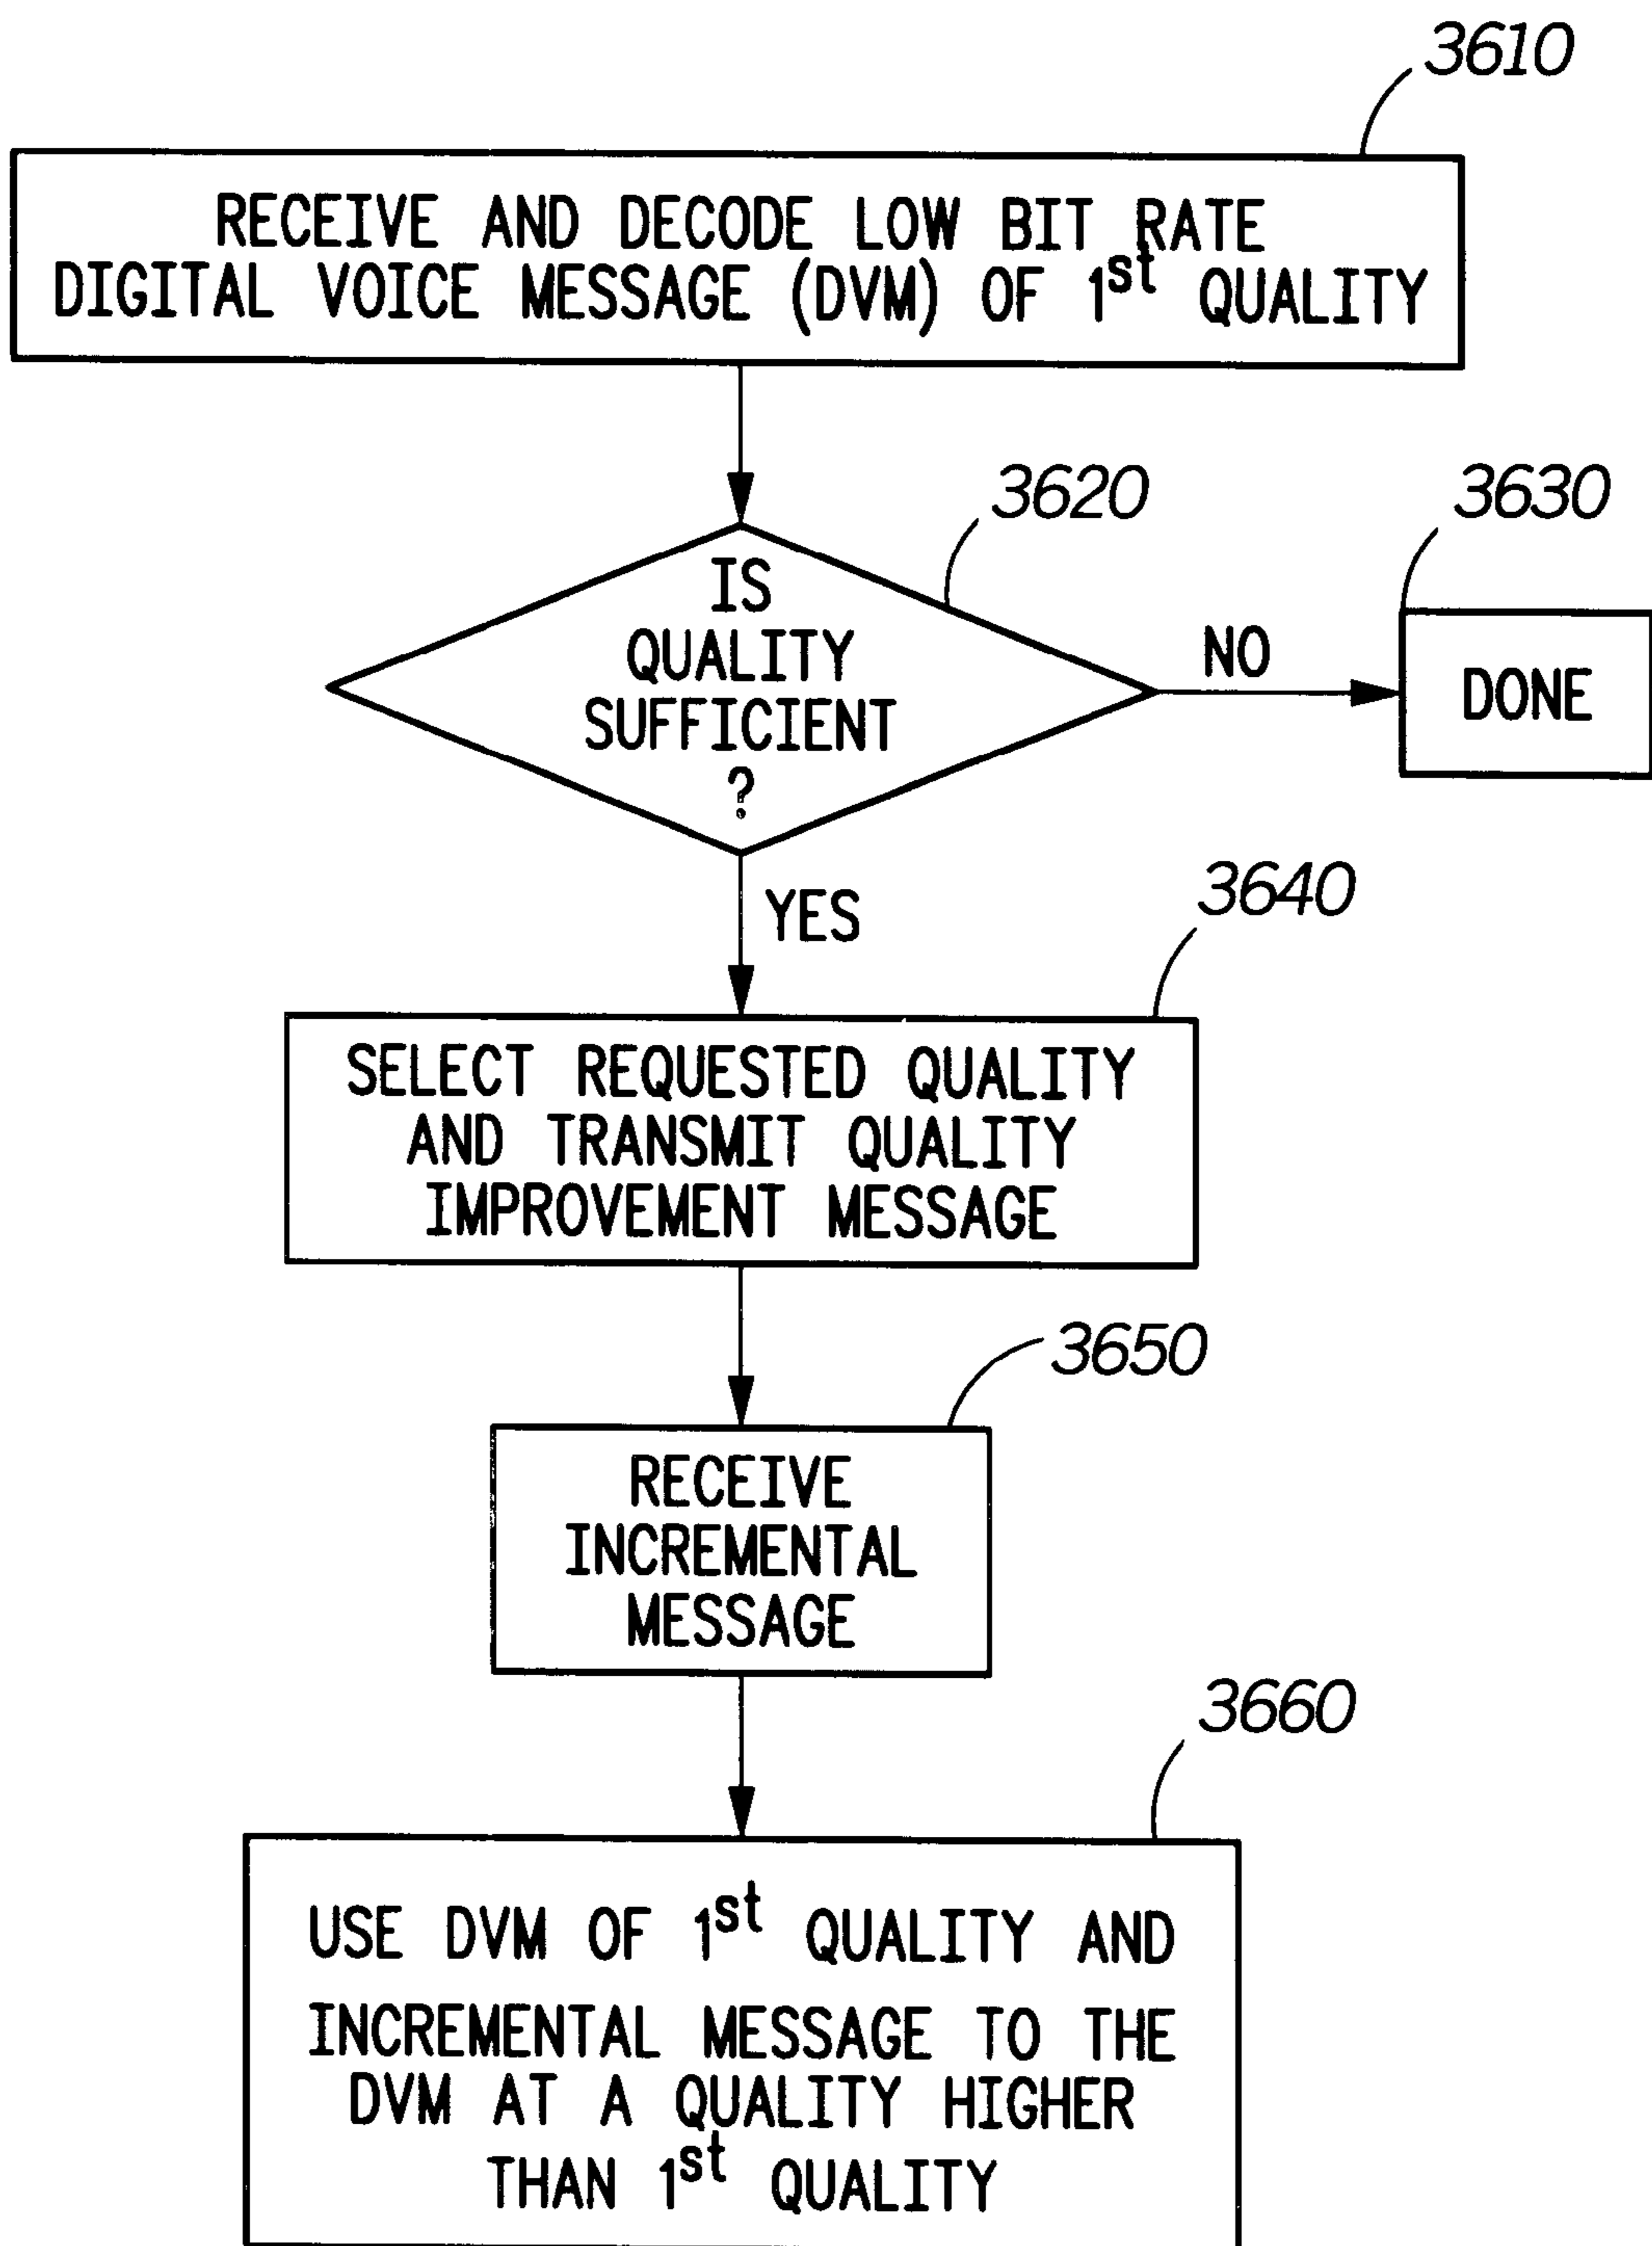 3610
RECEIVE AND DECODE LOW BIT RATE
DIGITAL VOICE MESSAGE (DVM) OF 1st QUALITY
3620
3630
IS
QUALITY
SUFFICIENT
?
NO
DONE
YES
3640
SELECT REQUESTED QUALITY
AND TRANSMIT QUALITY
IMPROVEMENT MESSAGE
3650
RECEIVE
INCREMENTAL
MESSAGE
3660
USE DVM OF 1st QUALITY AND
INCREMENTAL MESSAGE TO THE
DVM AT A QUALITY HIGHER
THAN 1st QUALITY